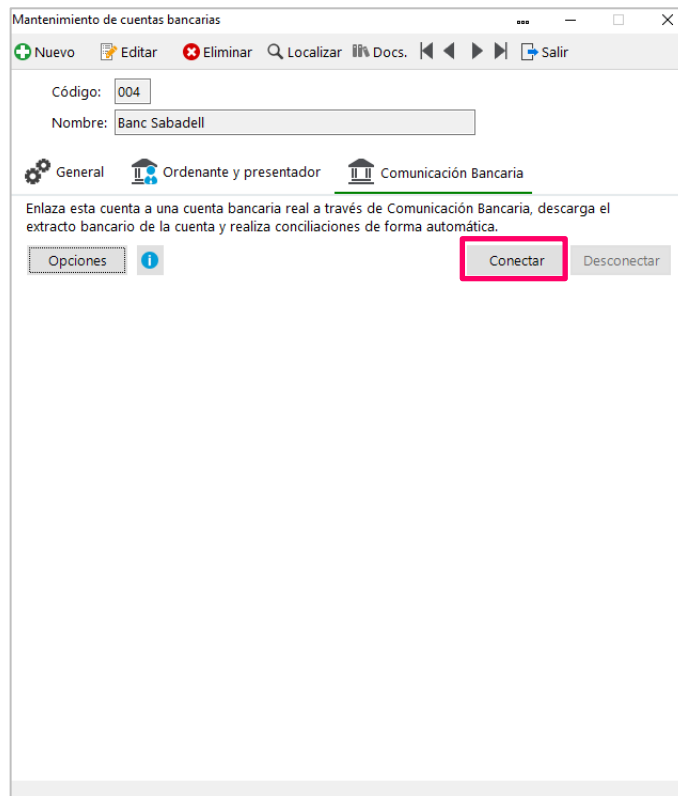 Mantenimiento de cuentas bancarias
Nuevo Editar Eliminar Localizar Docs. Salir
Código: 004
Nombre: Banc Sabadell
General Ordenante y presentador Comunicación Bancaria
Enlaza esta cuenta a una cuenta bancaria real a través de Comunicación Bancaria, descarga el
extracto bancario de la cuenta y realiza conciliaciones de forma automática.
Opciones Conectar Desconectar